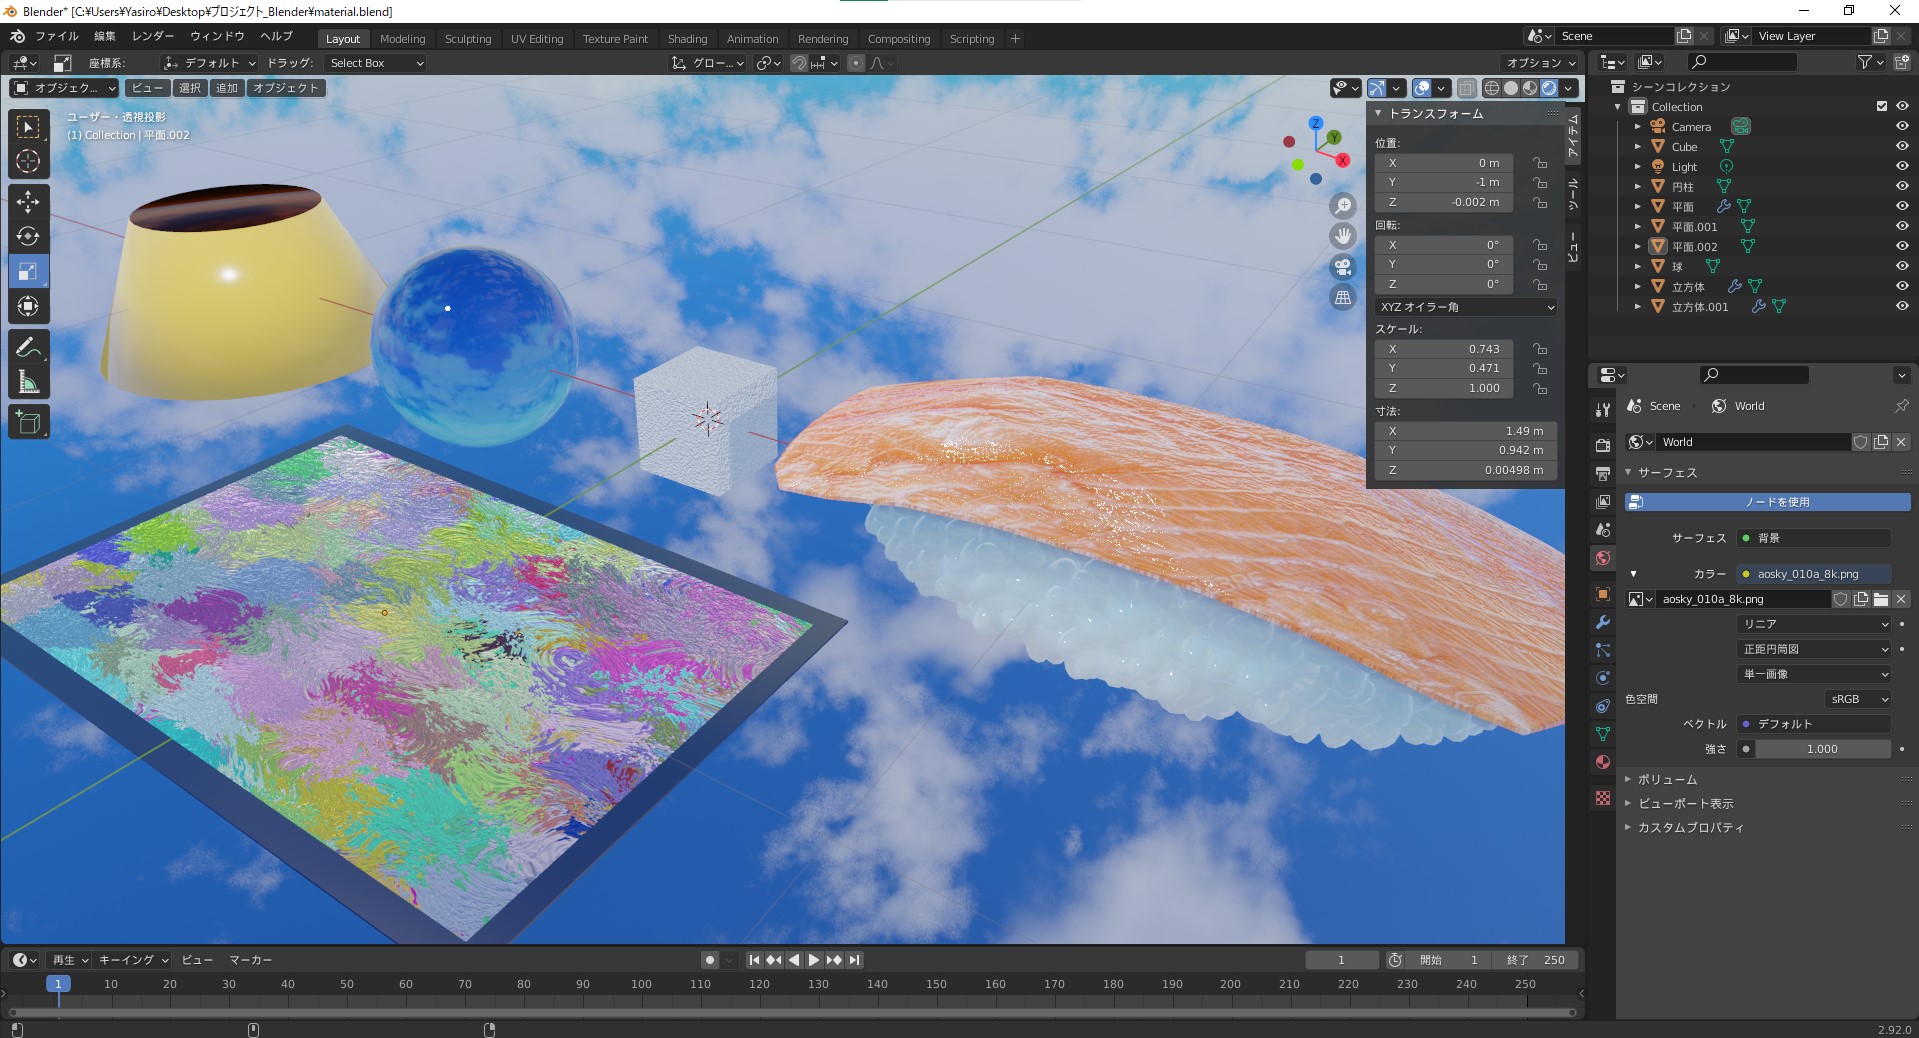 Blender* [C:¥Users¥Yasiro¥Desktop¥プロジェクト_Blender¥material.blend]
ファイル 編集 レンダー ウィンドウ ヘルプ Layout Modeling Sculpting UV Editing Texture Paint Shading Animation Rendering Compositing Scripting + Scene View Layer
座標系: デフォルト ドラッグ: Select Box グロー... オプション
オブジェク... ビュー 選択 追加 オブジェクト
ユーザー・透視投影
(1) Collection | 平面.002
Z
Y
X
トランスフォーム
位置:
X 0 m
Y -1 m
Z -0.002 m
回転:
X 0°
Y 0°
Z 0°
XYZ オイラー角
スケール:
X 0.743
Y 0.471
Z 1.000
寸法:
X 1.49 m
Y 0.942 m
Z 0.00498 m
アイテム
ツール
ビュー
シーンコレクション
Collection
Camera
Cube
Light
円柱
平面
平面.001
平面.002
球
立方体
立方体.001
Scene World
World
サーフェス
ノードを使用
サーフェス 背景
カラー aosky_010a_8k.png
aosky_010a_8k.png
リニア
正距円筒図
単一画像
色空間 sRGB
ベクトル デフォルト
強さ 1.000
ボリューム
ビューポート表示
カスタムプロパティ
再生 キーイング ビュー マーカー 1 開始 1 終了 250
1 10 20 30 40 50 60 70 80 90 100 110 120 130 140 150 160 170 180 190 200 210 220 230 240 250
2.92.0